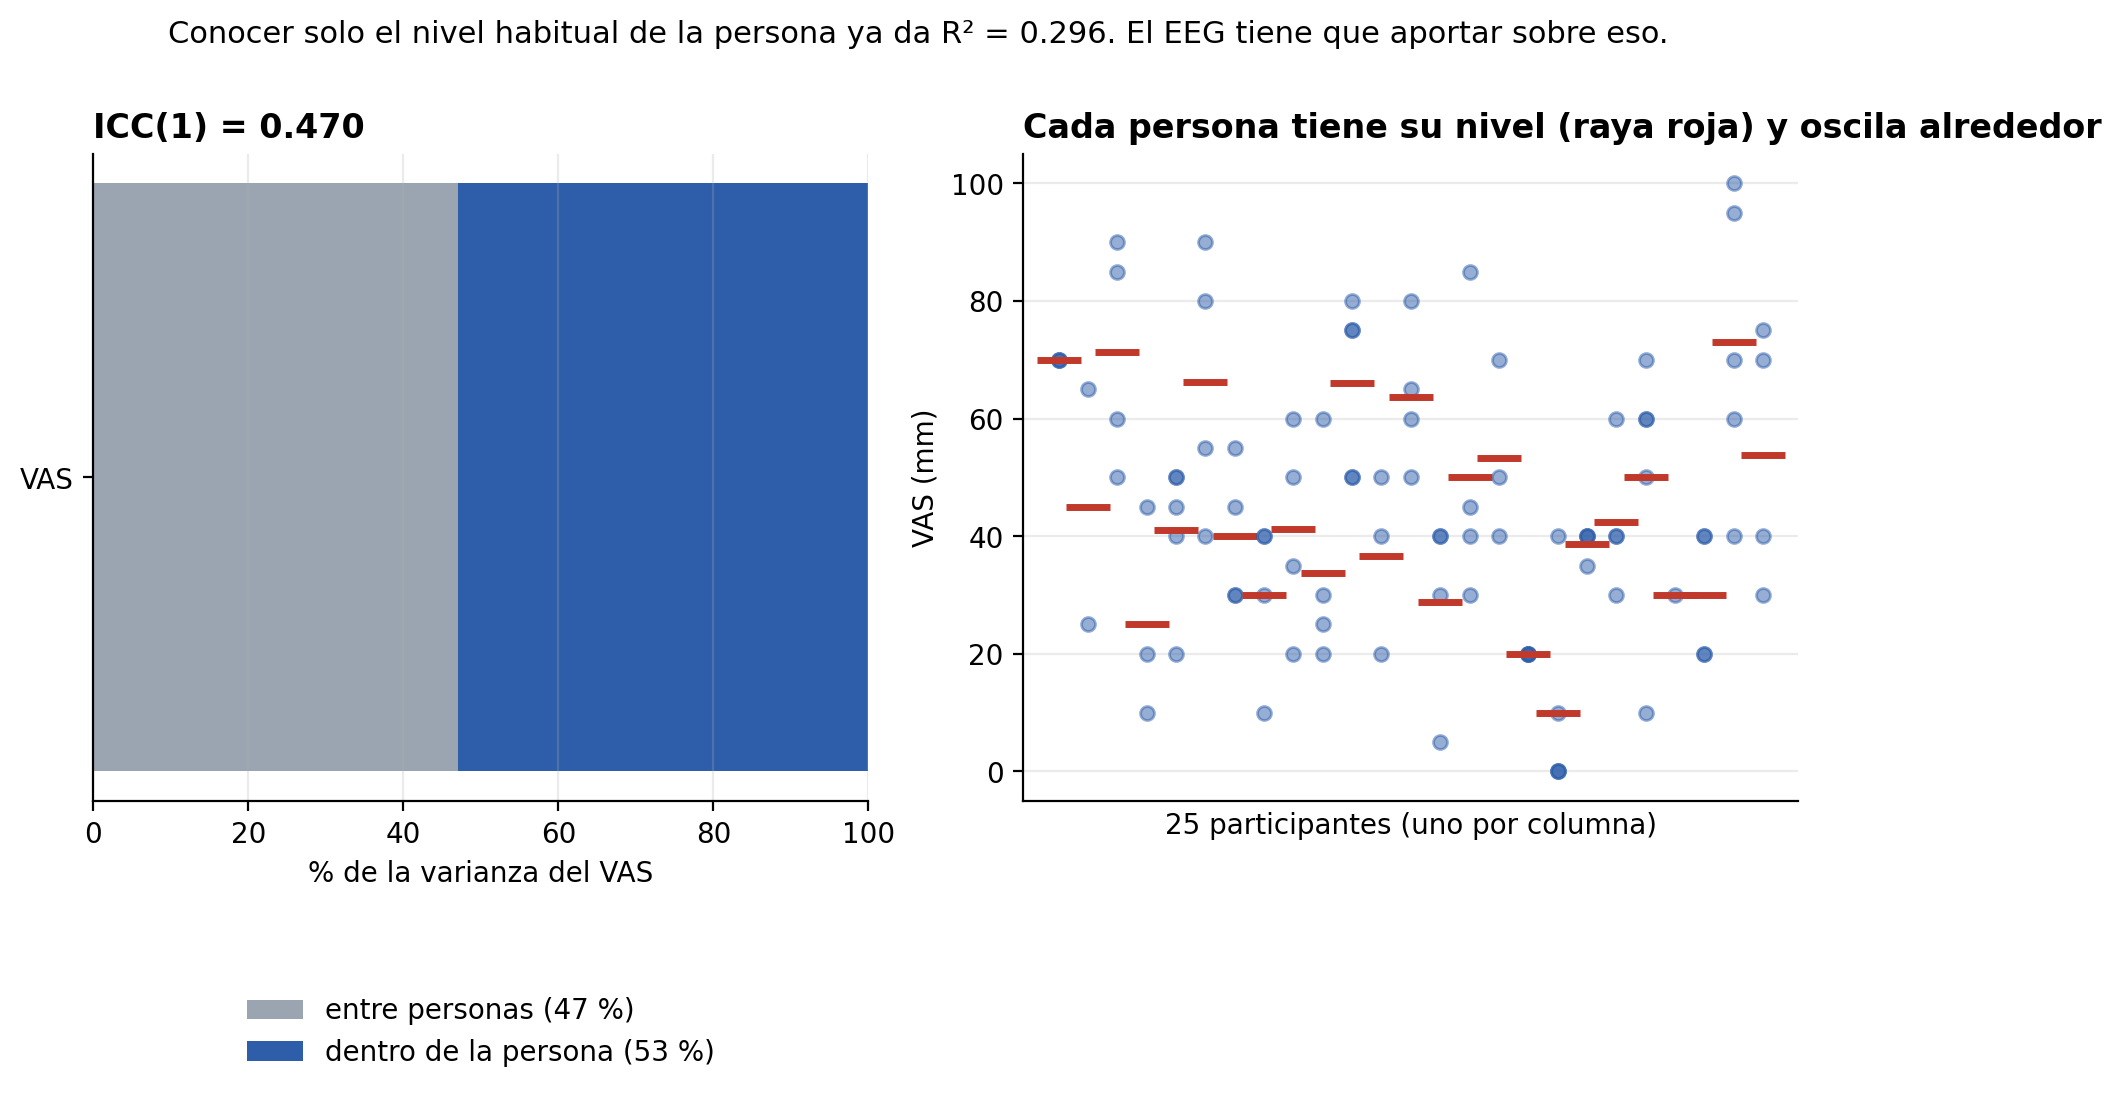 Conocer solo el nivel habitual de la persona ya da R² = 0.296. El EEG tiene que aportar sobre eso.
ICC(1) = 0.470
VAS
0 20 40 60 80 100
% de la varianza del VAS
entre personas (47 %)
dentro de la persona (53 %)
Cada persona tiene su nivel (raya roja) y oscila alrededor
VAS (mm)
100
80
60
40
20
0
25 participantes (uno por columna)